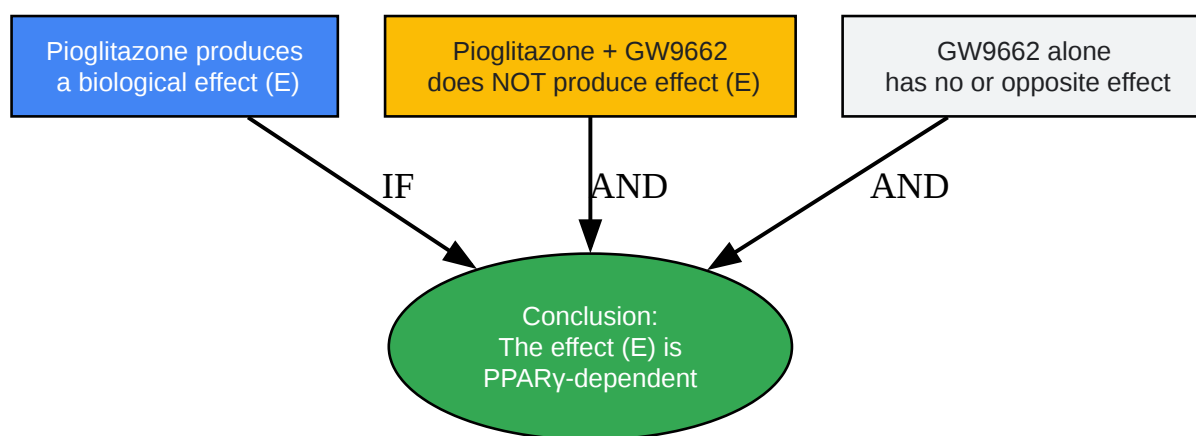 Pioglitazone produces
a biological effect (E)
Pioglitazone + GW9662
does NOT produce effect (E)
GW9662 alone
has no or opposite effect
IF
AND
AND
Conclusion:
The effect (E) is
PPARγ-dependent